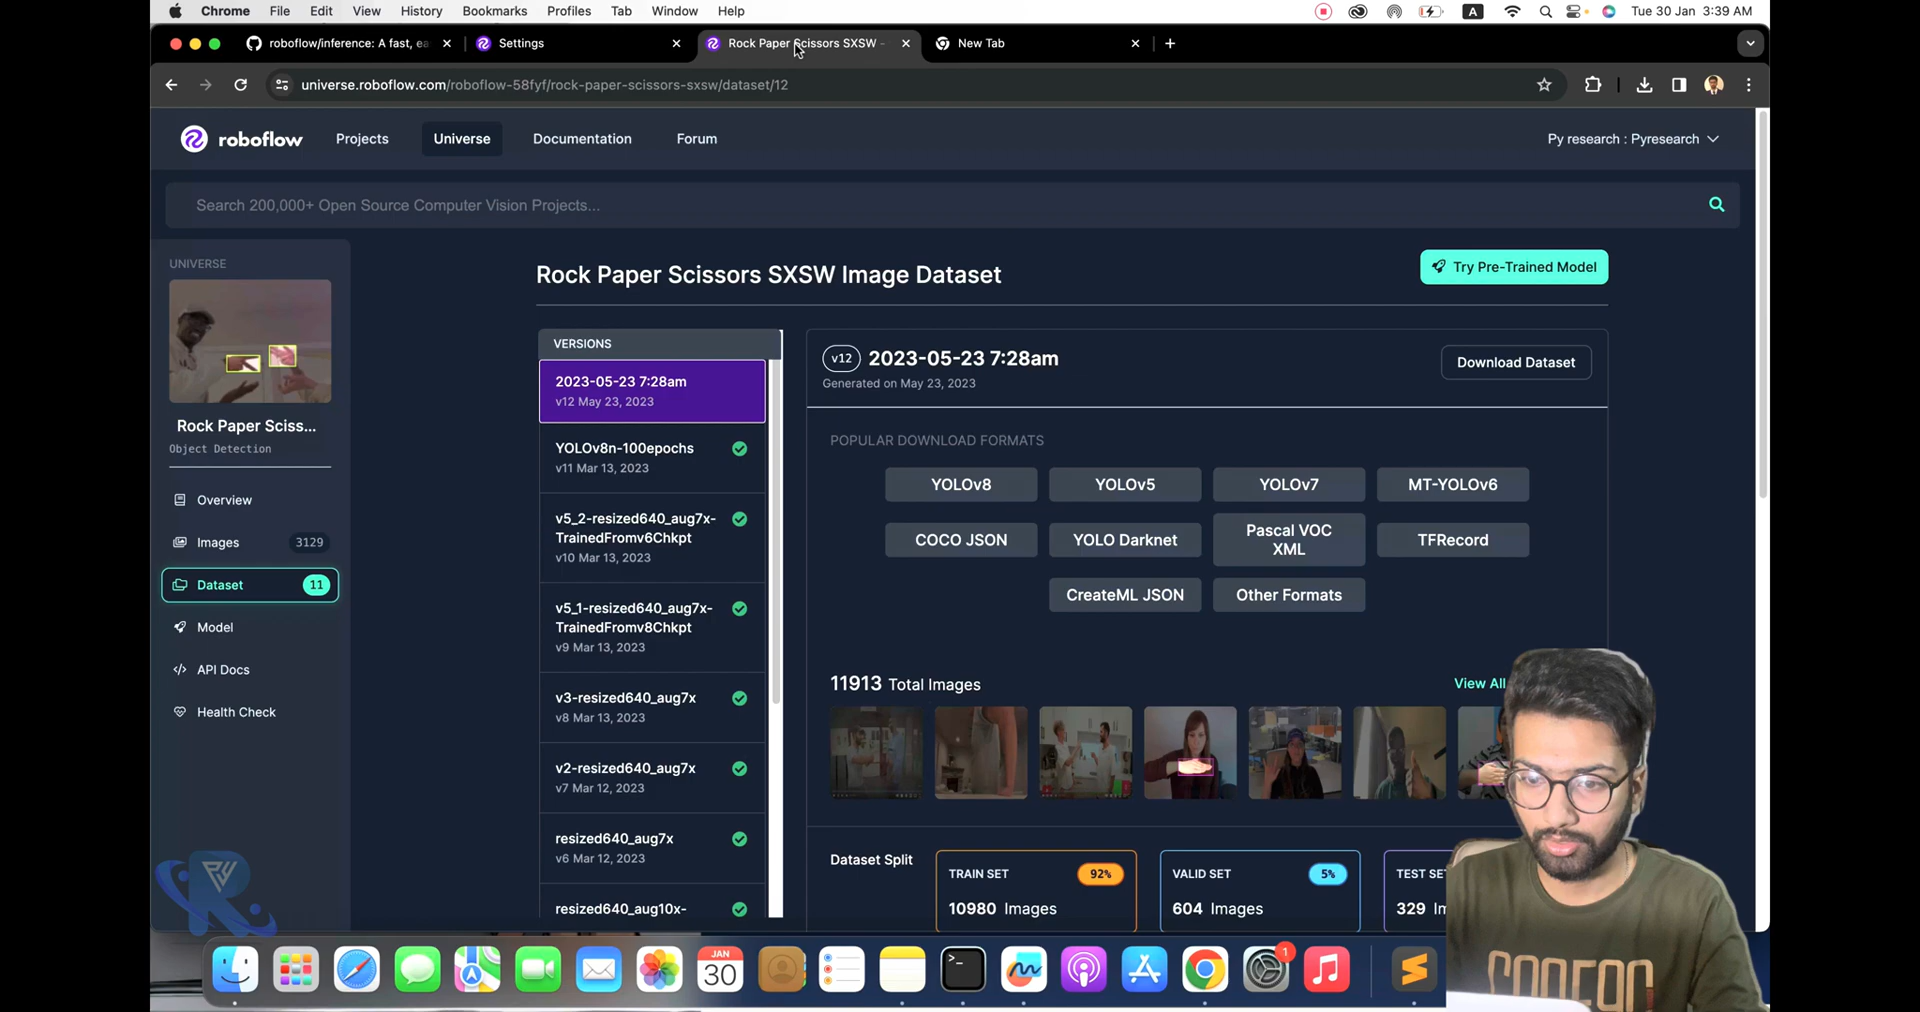 Chrome File Edit View History Bookmarks Profiles Tab Window Help A Tue 30 Jan 3:39 AM
roboflow/inference: A fast, ea Settings Rock Paper Scissors SXSW - New Tab
universe.roboflow.com/roboflow-58fyf/rock-paper-scissors-sxsw/dataset/12
roboflow Projects Universe Documentation Forum Py research : Pyresearch
Search 200,000+ Open Source Computer Vision Projects...
UNIVERSE
Rock Paper Sciss...
Object Detection
Overview
Images 3129
Dataset 11
Model
API Docs
Health Check
Rock Paper Scissors SXSW Image Dataset
Try Pre-Trained Model
VERSIONS
2023-05-23 7:28am
v12 May 23, 2023
YOLOv8n-100epochs
v11 Mar 13, 2023
v5_2-resized640_aug7x-
TrainedFromv6Chkpt
v10 Mar 13, 2023
v5_1-resized640_aug7x-
TrainedFromv8Chkpt
v9 Mar 13, 2023
v3-resized640_aug7x
v8 Mar 13, 2023
v2-resized640_aug7x
v7 Mar 12, 2023
resized640_aug7x
v6 Mar 12, 2023
resized640_aug10x-
v12 2023-05-23 7:28am
Generated on May 23, 2023
Download Dataset
POPULAR DOWNLOAD FORMATS
YOLOv8 YOLOv5 YOLOv7 MT-YOLOv6
COCO JSON YOLO Darknet Pascal VOC XML TFRecord
CreateML JSON Other Formats
11913 Total Images
View All
Dataset Split
TRAIN SET 92%
10980 Images
VALID SET 5%
604 Images
TEST SE
329 Im
JAN
30
1